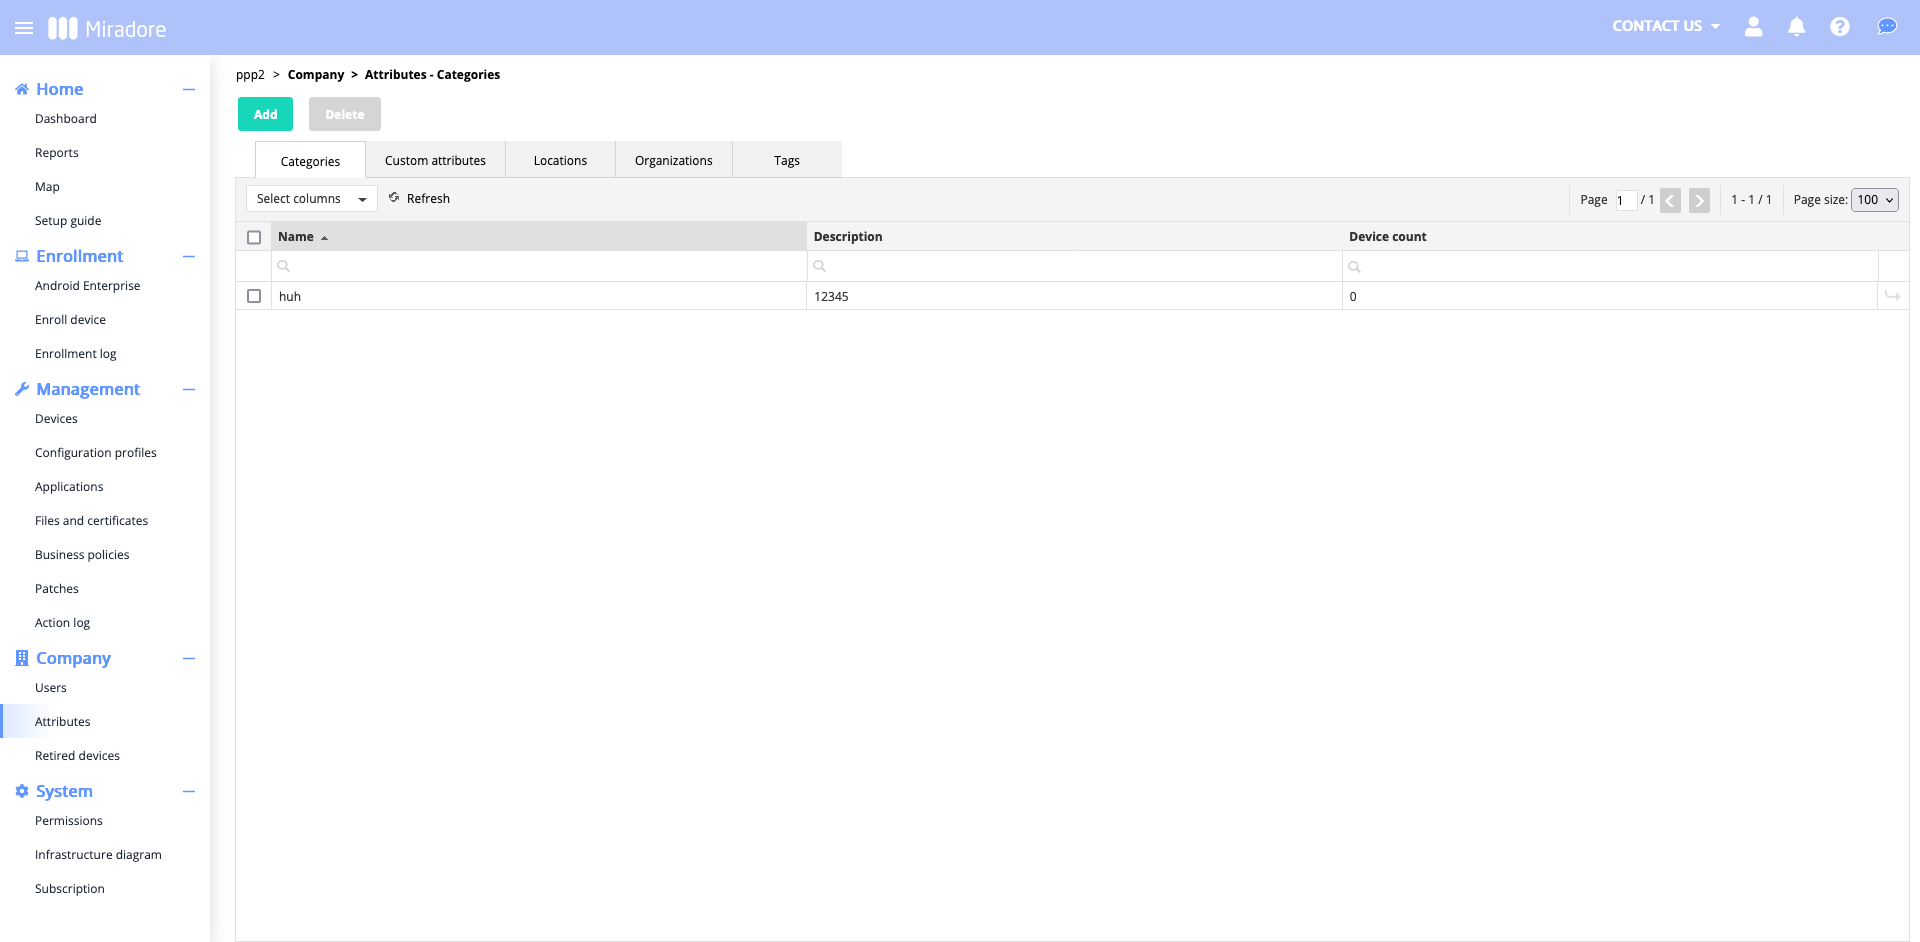 Miradore
CONTACT US
Home
Dashboard
Reports
Map
Setup guide
Enrollment
Android Enterprise
Enroll device
Enrollment log
Management
Devices
Configuration profiles
Applications
Files and certificates
Business policies
Patches
Action log
Company
Users
Attributes
Retired devices
System
Permissions
Infrastructure diagram
Subscription
ppp2 > Company > Attributes - Categories
Add Delete
Categories Custom attributes Locations Organizations Tags
Select columns Refresh Page 1 / 1 1 - 1 / 1 Page size: 100
Name Description Device count
huh 12345 0